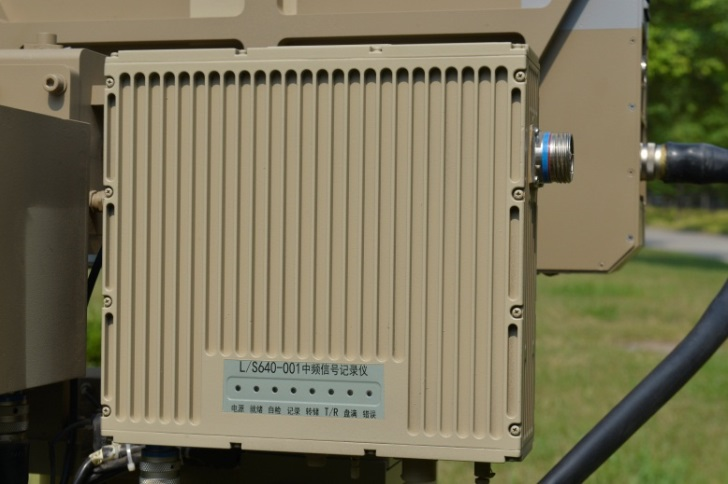 L/S640-001中频信号记录仪
电源 就绪 自检 记录 转储 T/R 盘满 错误